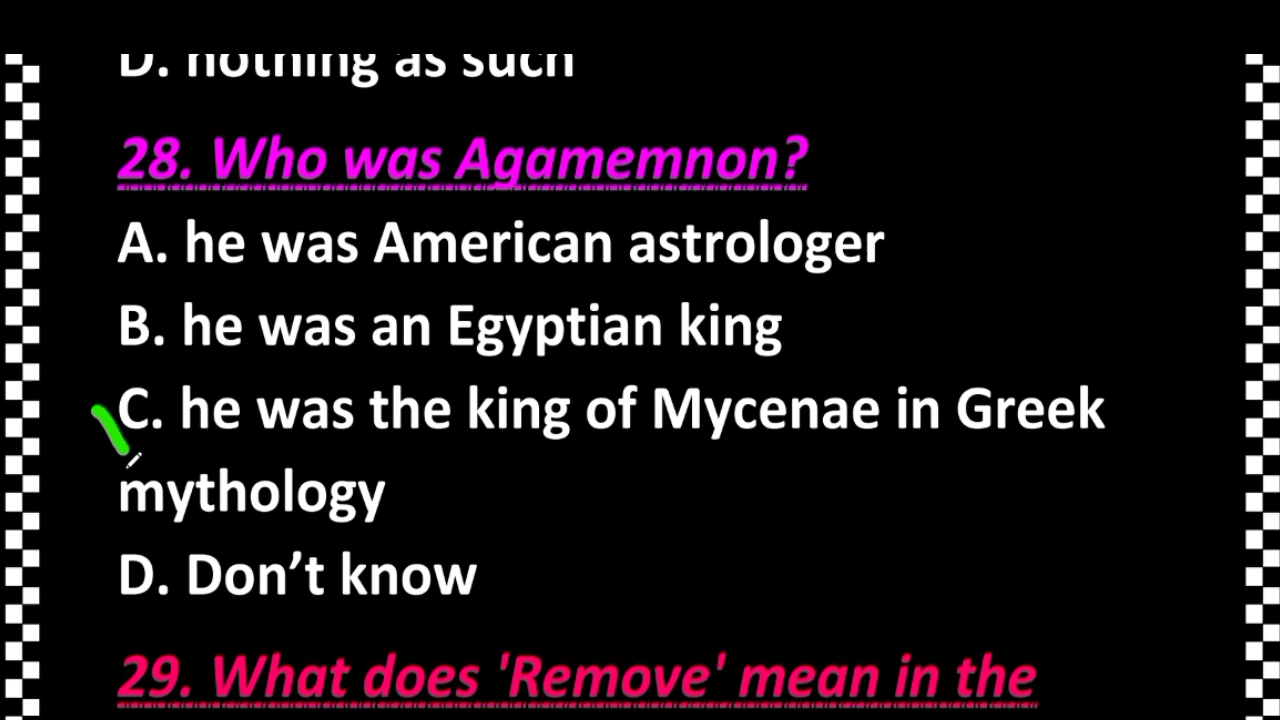 D. nothing as such
28. Who was Agamemnon?
A. he was American astrologer
B. he was an Egyptian king
C. he was the king of Mycenae in Greek
mythology
D. Don’t know
29. What does 'Remove' mean in the